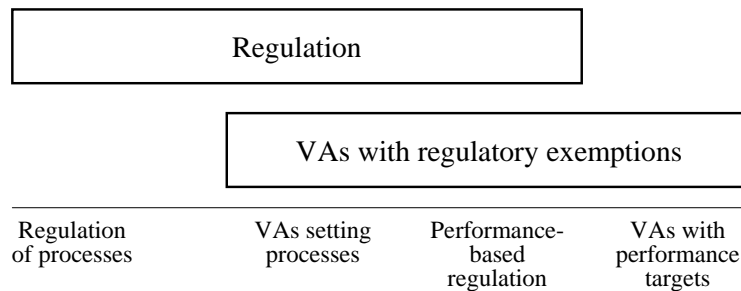 Regulation
VAs with regulatory exemptions
Regulation
of processes
VAs setting
processes
Performance-
based
regulation
VAs with
performance
targets